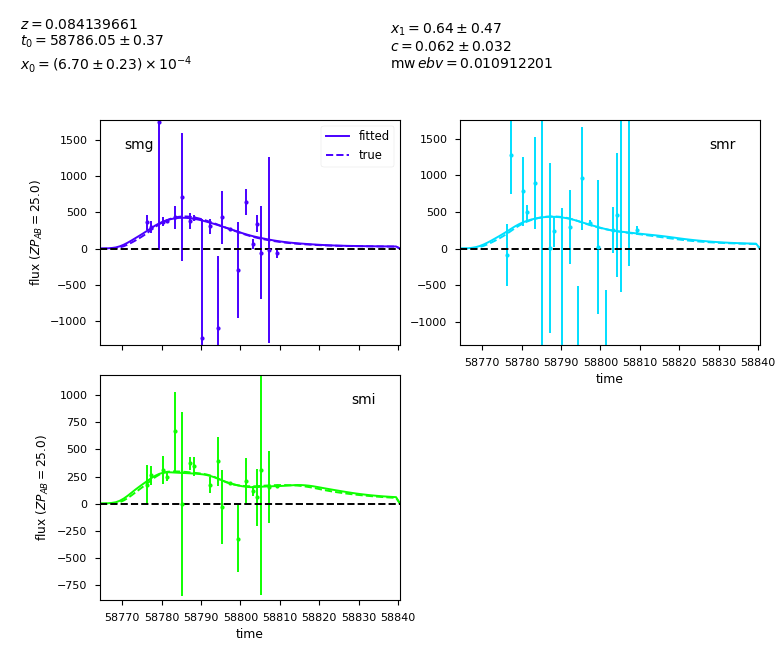 z = 0.084139661
t₀ = 58786.05 ± 0.37
x₀ = (6.70 ± 0.23) × 10⁻⁴
x₁ = 0.64 ± 0.47
c = 0.062 ± 0.032
mw ebv = 0.010912201
flux (ZP_AB = 25.0)
1500
1000
500
0
−500
−1000
smg
fitted
true
1500
1000
500
0
−500
−1000
smr
58770 58780 58790 58800 58810 58820 58830 58840
time
flux (ZP_AB = 25.0)
1000
750
500
250
0
−250
−500
−750
smi
58770 58780 58790 58800 58810 58820 58830 58840
time